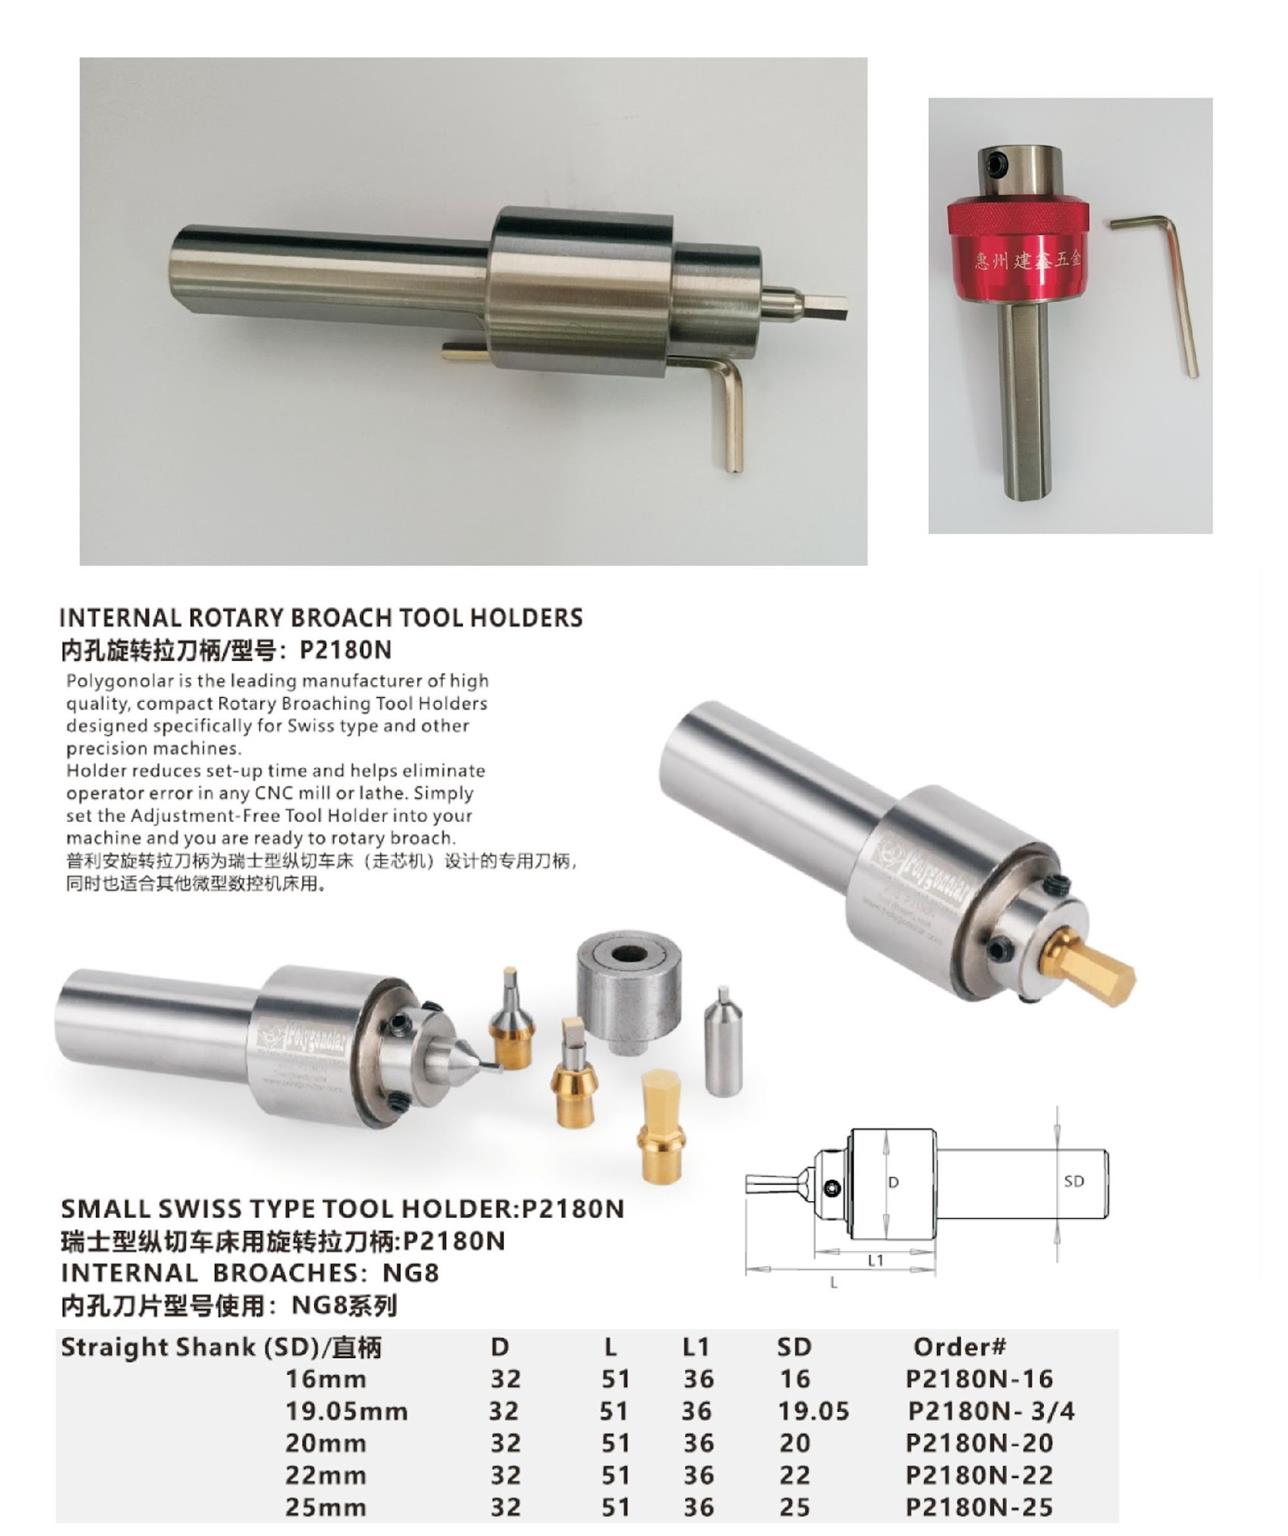 惠州建鑫五金
INTERNAL ROTARY BROACH TOOL HOLDERS
内孔旋转拉刀柄/型号：P2180N
Polygonolar is the leading manufacturer of high
quality, compact Rotary Broaching Tool Holders
designed specifically for Swiss type and other
precision machines.
Holder reduces set-up time and helps eliminate
operator error in any CNC mill or lathe. Simply
set the Adjustment-Free Tool Holder into your
machine and you are ready to rotary broach.
普利安旋转拉刀柄为瑞士型纵切车床（走芯机）设计的专用刀柄，
同时也适合其他微型数控机床用。
Polygonolar
www.polygonolar.com
Polygonolar
www.polygonolar.com
D
SD
L1
L
SMALL SWISS TYPE TOOL HOLDER:P2180N
瑞士型纵切车床用旋转拉刀柄:P2180N
INTERNAL BROACHES：NG8
内孔刀片型号使用：NG8系列
Straight Shank (SD)/直柄 D L L1 SD Order#
16mm 32 51 36 16 P2180N-16
19.05mm 32 51 36 19.05 P2180N- 3/4
20mm 32 51 36 20 P2180N-20
22mm 32 51 36 22 P2180N-22
25mm 32 51 36 25 P2180N-25